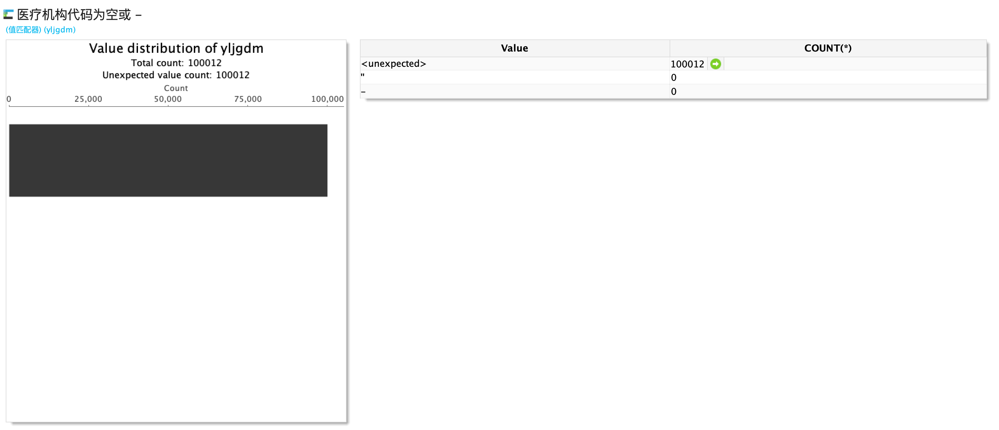 医疗机构代码为空或 -
(值匹配器) (yljgdm)
Value distribution of yljgdm
Total count: 100012
Unexpected value count: 100012
Count
0 25,000 50,000 75,000 100,000
Value COUNT(*)
<unexpected> 100012
" 0
- 0